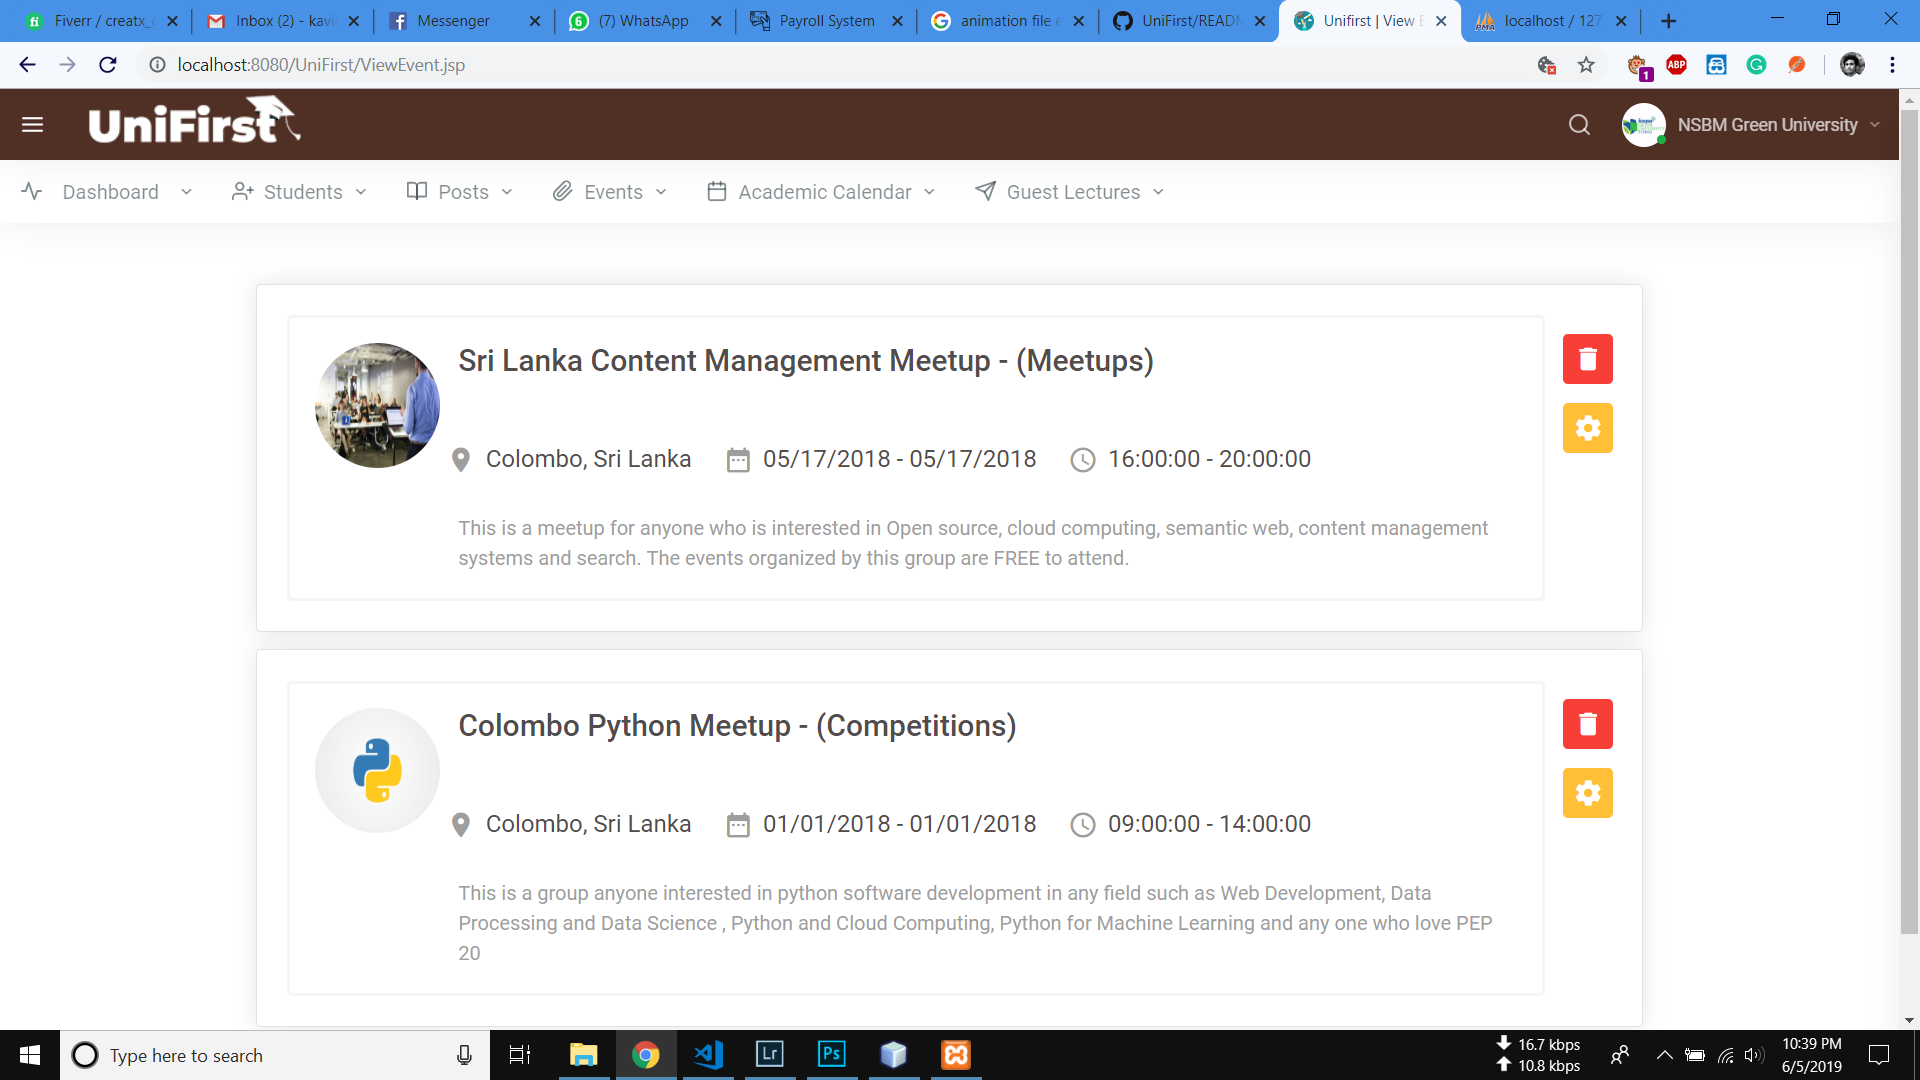 Fiverr / creatx_
Inbox (2) - kavi
Messenger
6
(7) WhatsApp
Payroll System
animation file e
UniFirst/READ
Unifirst | View E
PMA
localhost / 127
localhost:8080/UniFirst/ViewEvent.jsp
1
ABP
UniFirst
NSBM Green University
Dashboard
Students
Posts
Events
Academic Calendar
Guest Lectures
Sri Lanka Content Management Meetup - (Meetups)
Colombo, Sri Lanka
05/17/2018 - 05/17/2018
16:00:00 - 20:00:00
This is a meetup for anyone who is interested in Open source, cloud computing, semantic web, content management
systems and search. The events organized by this group are FREE to attend.
Colombo Python Meetup - (Competitions)
Colombo, Sri Lanka
01/01/2018 - 01/01/2018
09:00:00 - 14:00:00
This is a group anyone interested in python software development in any field such as Web Development, Data
Processing and Data Science , Python and Cloud Computing, Python for Machine Learning and any one who love PEP
20
Type here to search
Lr
Ps
16.7 kbps
10.8 kbps
10:39 PM
6/5/2019